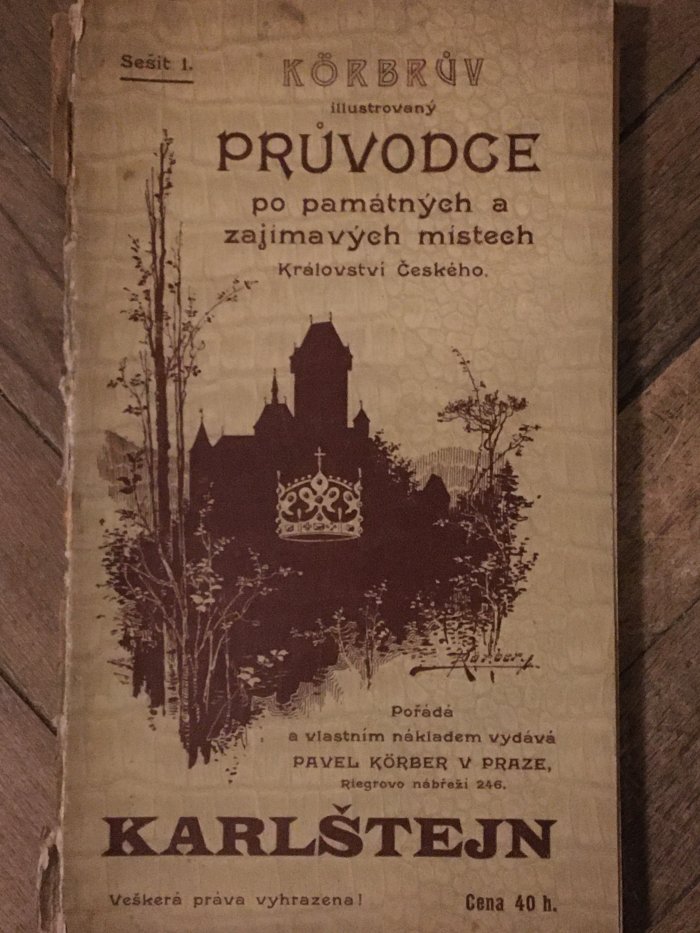 Sešit 1.
KÖRBRŮV
illustrovaný
PRŮVODCE
po památných a
zajímavých místech
Království Českého.
Körber
Pořádá
a vlastním nákladem vydává
PAVEL KÖRBER V PRAZE,
Riegrovo nábřeží 246.
KARLŠTEJN
Veškerá práva vyhrazena!
Cena 40 h.